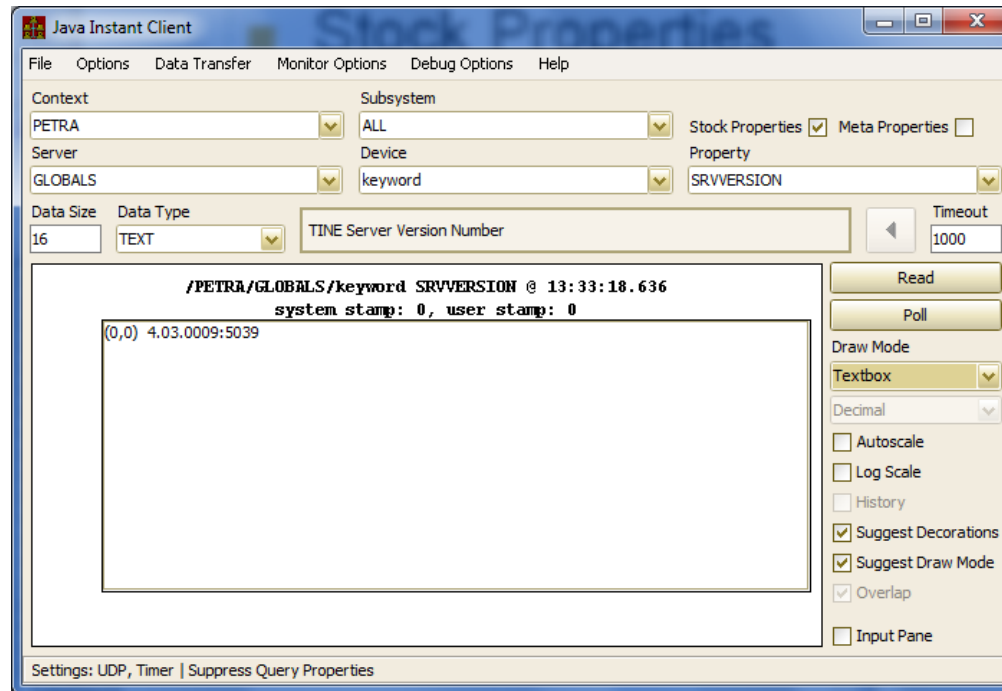 Java Instant Client
Stock Properties
File Options Data Transfer Monitor Options Debug Options Help
Context Subsystem
PETRA ALL Stock Properties Meta Properties
Server Device Property
GLOBALS keyword SRVVERSION
Data Size Data Type Timeout
16 TEXT TINE Server Version Number 1000
/PETRA/GLOBALS/keyword SRVVERSION @ 13:33:18.636
system stamp: 0, user stamp: 0
(0,0) 4.03.0009:5039
Read
Poll
Draw Mode
Textbox
Decimal
Autoscale
Log Scale
History
Suggest Decorations
Suggest Draw Mode
Overlap
Input Pane
Settings: UDP, Timer | Suppress Query Properties